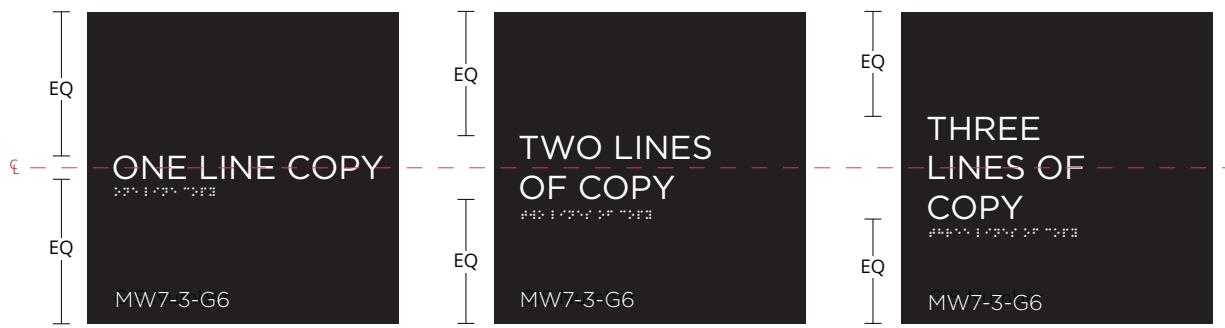 EQ
EQ
℄
ONE LINE COPY
⠕⠝⠑ ⠇⠊⠝⠑ ⠉⠕⠏⠽
MW7-3-G6
EQ
EQ
TWO LINES
OF COPY
⠞⠺⠕ ⠇⠊⠝⠑⠎ ⠕⠋ ⠉⠕⠏⠽
MW7-3-G6
EQ
EQ
THREE
LINES OF
COPY
⠞⠓⠗⠑⠑ ⠇⠊⠝⠑⠎ ⠕⠋ ⠉⠕⠏⠽
MW7-3-G6